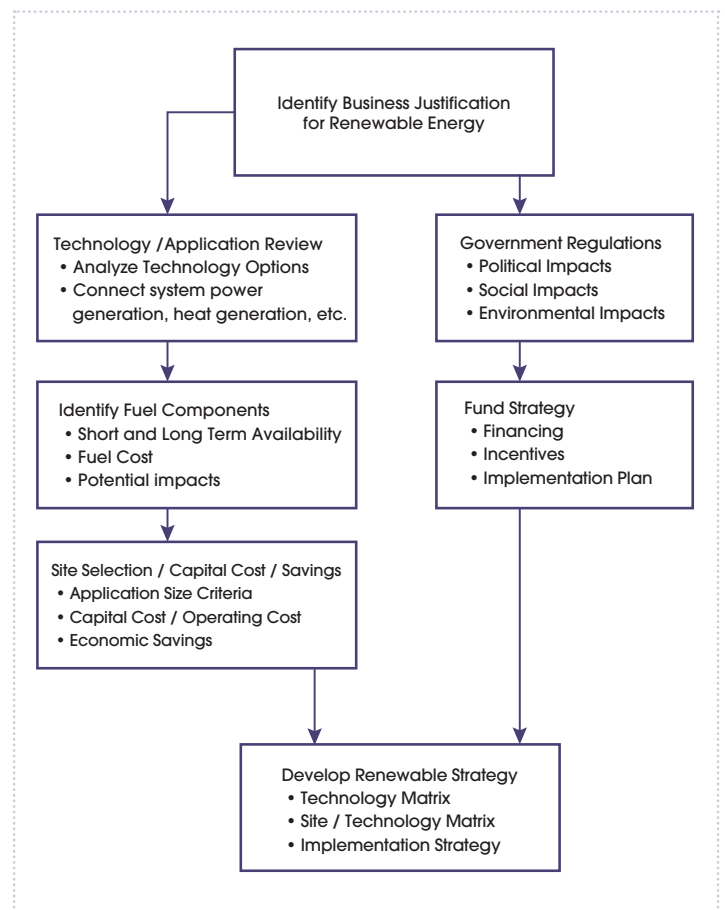 Identify Business Justification
for Renewable Energy
Technology /Application Review
• Analyze Technology Options
• Connect system power
generation, heat generation, etc.
Government Regulations
• Political Impacts
• Social Impacts
• Environmental Impacts
Identify Fuel Components
• Short and Long Term Availability
• Fuel Cost
• Potential impacts
Fund Strategy
• Financing
• Incentives
• Implementation Plan
Site Selection / Capital Cost / Savings
• Application Size Criteria
• Capital Cost / Operating Cost
• Economic Savings
Develop Renewable Strategy
• Technology Matrix
• Site / Technology Matrix
• Implementation Strategy